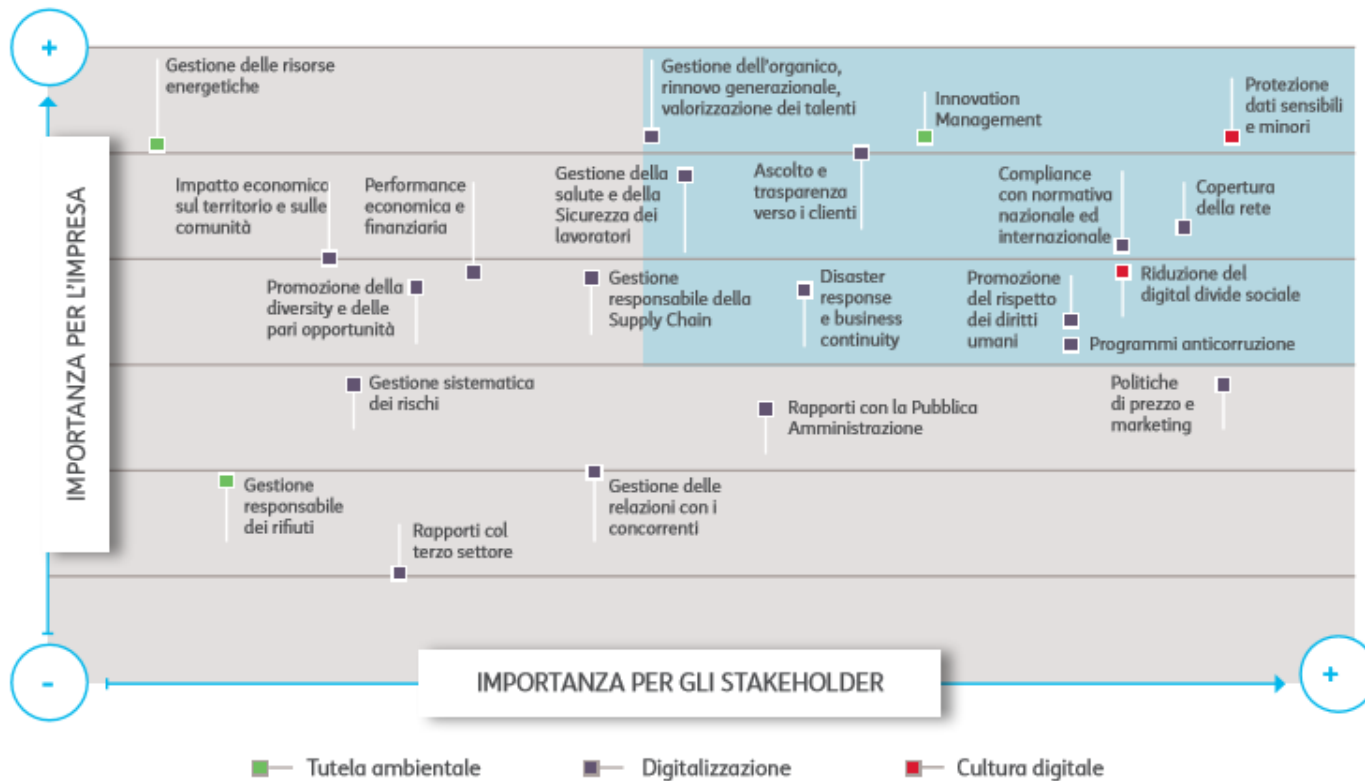 +
Gestione delle risorse
energetiche
Gestione dell'organico,
rinnovo generazionale,
valorizzazione dei talenti
Innovation
Management
Protezione
dati sensibili
e minori
IMPORTANZA PER L'IMPRESA
Impatto economico
sul territorio e sulle
comunità
Performance
economica e
finanziaria
Gestione della
salute e della
Sicurezza dei
lavoratori
Ascolto e
trasparenza
verso i clienti
Compliance
con normativa
nazionale ed
internazionale
Copertura
della rete
Promozione della
diversity e delle
pari opportunità
Gestione
responsabile della
Supply Chain
Disaster
response
e business
continuity
Promozione
del rispetto
dei diritti
umani
Riduzione del
digital divide sociale
Programmi anticorruzione
Gestione sistematica
dei rischi
Rapporti con la Pubblica
Amministrazione
Politiche
di prezzo e
marketing
Gestione
responsabile
dei rifiuti
Rapporti col
terzo settore
Gestione delle
relazioni con i
concorrenti
-
IMPORTANZA PER GLI STAKEHOLDER
+
Tutela ambientale
Digitalizzazione
Cultura digitale